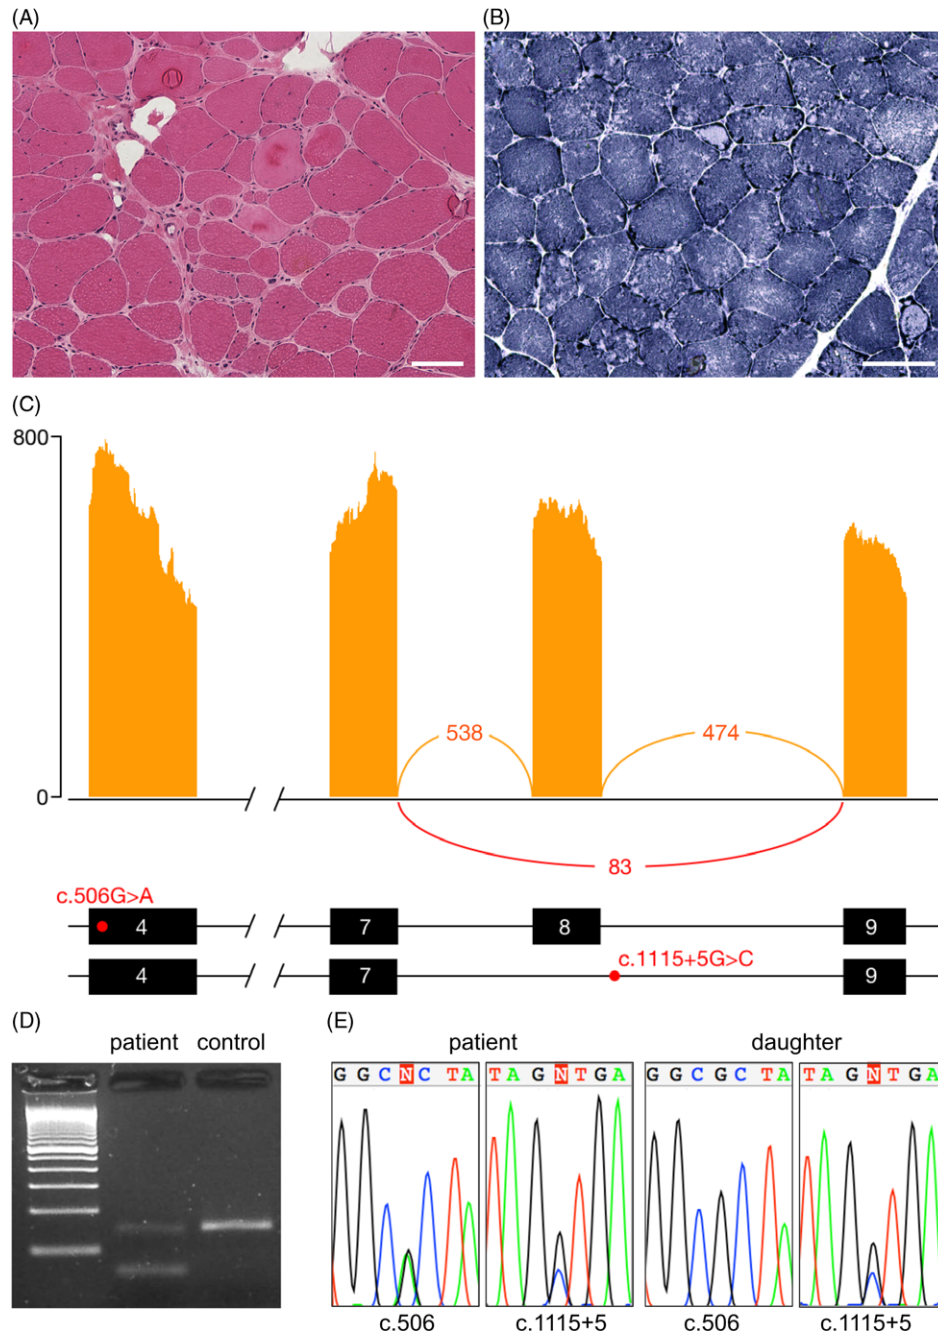 (A)
(B)
(C)
800
538
474
0
83
c.506G>A
4
7
8
9
c.1115+5G>C
4
7
9
(D)
(E)
patient
control
patient
daughter
G G C N C T A
T A G N T G A
G G C G C T A
T A G N T G A
c.506
c.1115+5
c.506
c.1115+5